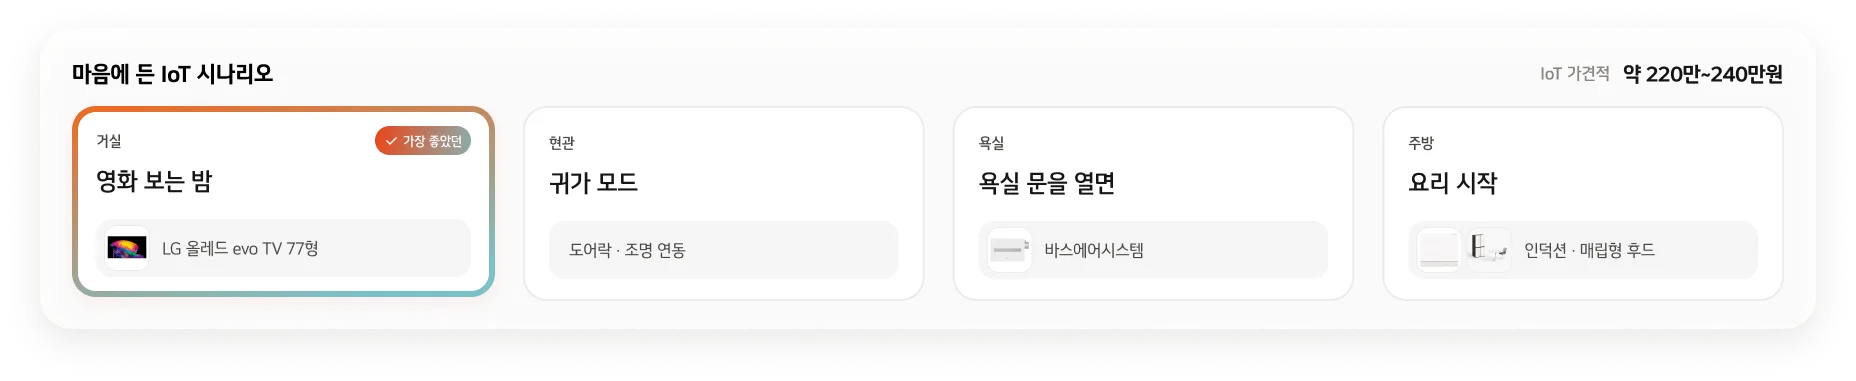 마음에 든 IoT 시나리오
IoT 가견적 약 220만~240만원
거실
가장 좋았던
영화 보는 밤
LG 올레드 evo TV 77형
현관
귀가 모드
도어락 · 조명 연동
욕실
욕실 문을 열면
바스에어시스템
주방
요리 시작
인덕션 · 매립형 후드